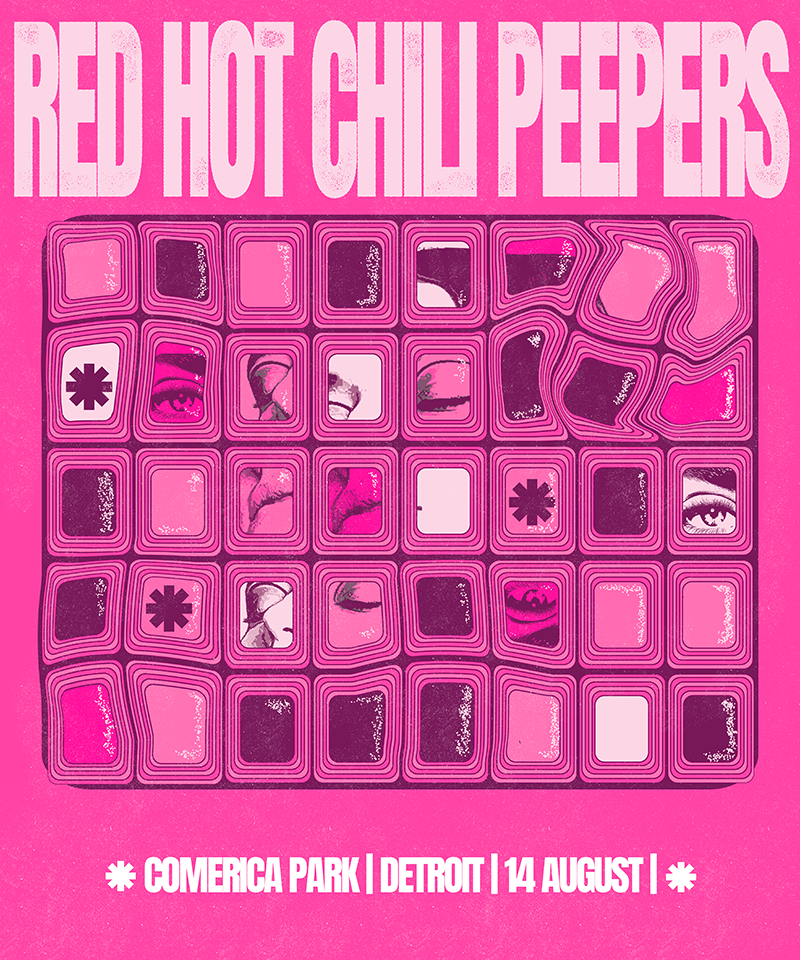 RED HOT CHILI PEEPERS
COMERICA PARK | DETROIT | 14 AUGUST |